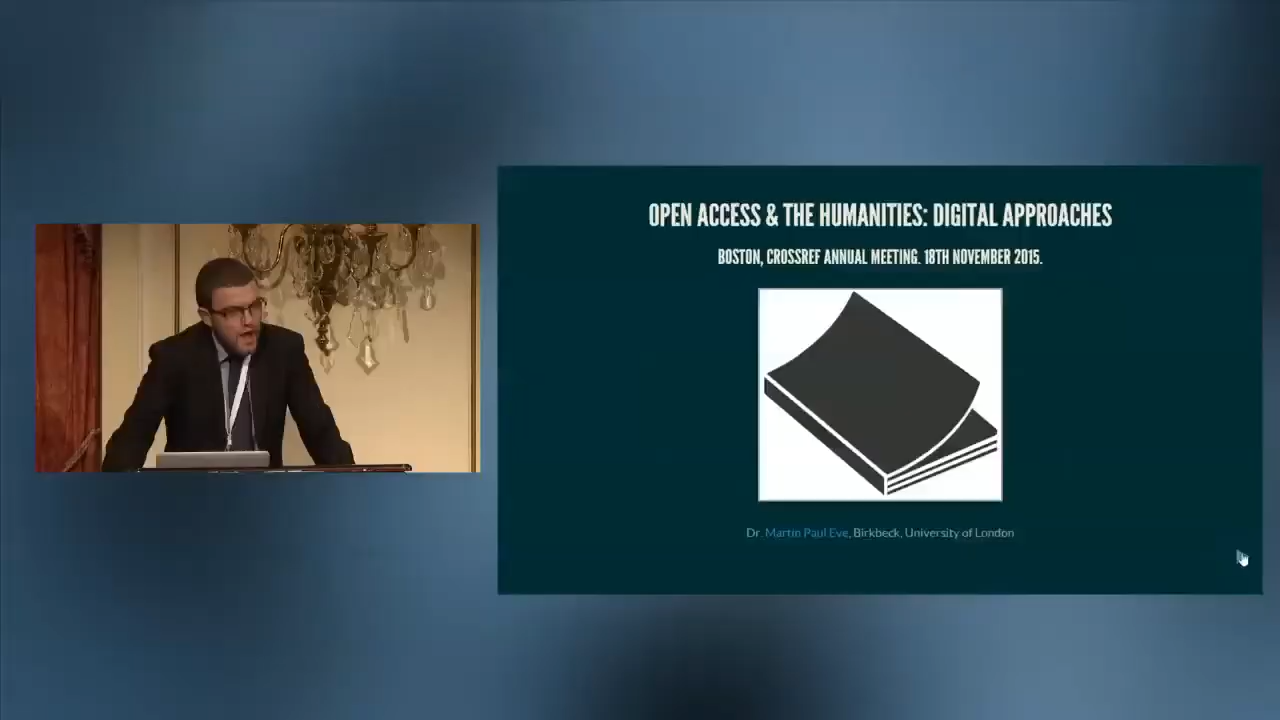 OPEN ACCESS & THE HUMANITIES: DIGITAL APPROACHES
BOSTON, CROSSREF ANNUAL MEETING. 18TH NOVEMBER 2015.
Dr. Martin Paul Eve, Birkbeck, University of London